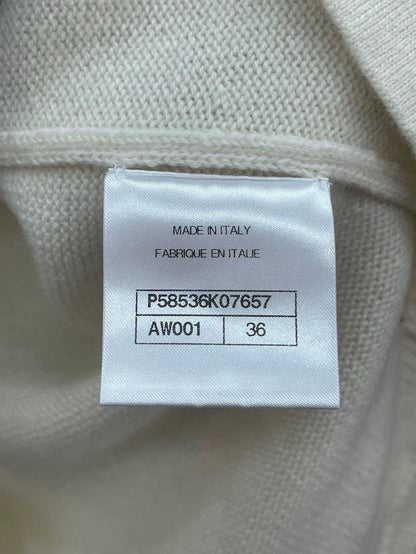 MADE IN ITALY
FABRIQUE EN ITALIE
P58536K07657
AW001 36